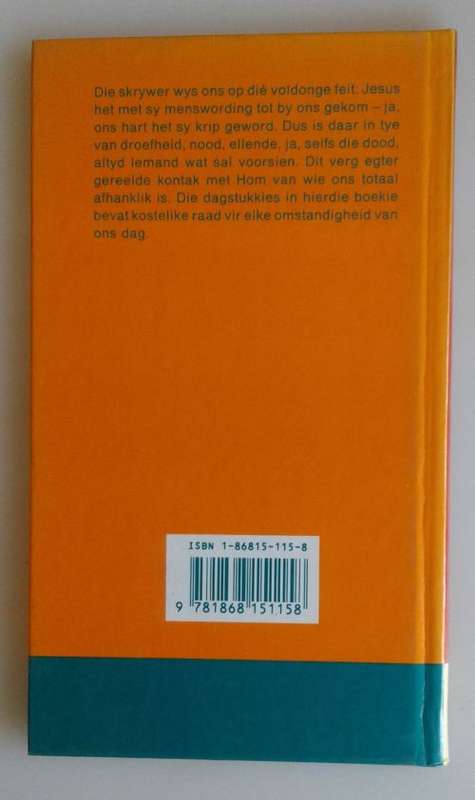 Die skrywer wys ons op dié voldonge feit: Jesus
het met sy menswording tot by ons gekom – ja,
ons hart het sy krip geword. Dus is daar in tye
van droefheid, nood, ellende, ja, selfs die dood,
altyd Iemand wat sal voorsien. Dit verg egter
gereelde kontak met Hom van wie ons totaal
afhanklik is. Die dagstukkies in hierdie boekie
bevat kostelike raad vir elke omstandigheid van
ons dag.
ISBN 1-86815-115-8
9 781868 151158